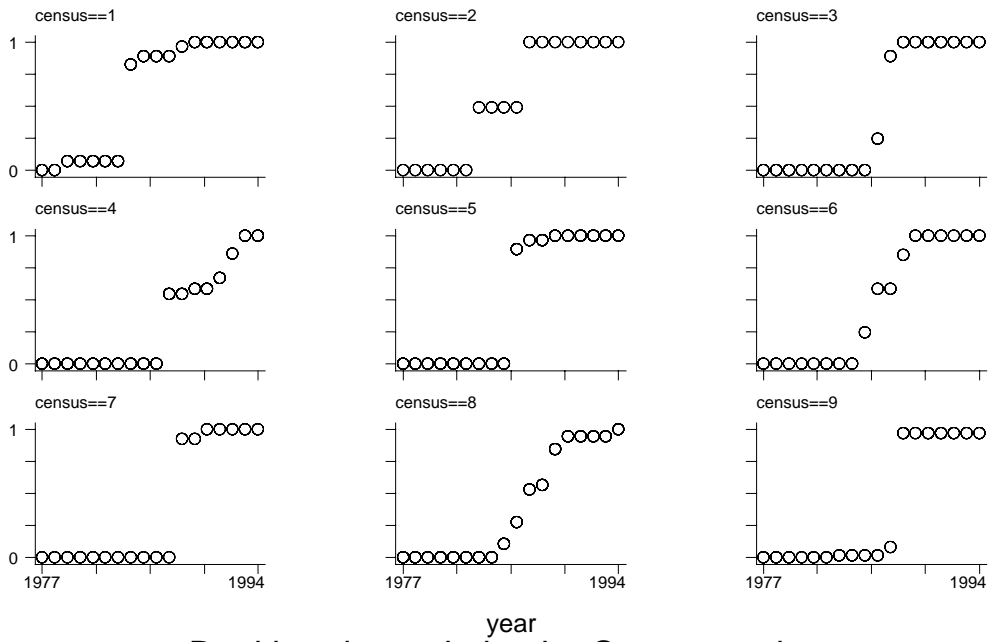 census==1
census==2
census==3
1
0
census==4
census==5
census==6
1
0
census==7
census==8
census==9
1
0
1977
1994
1977
1994
1977
1994
year